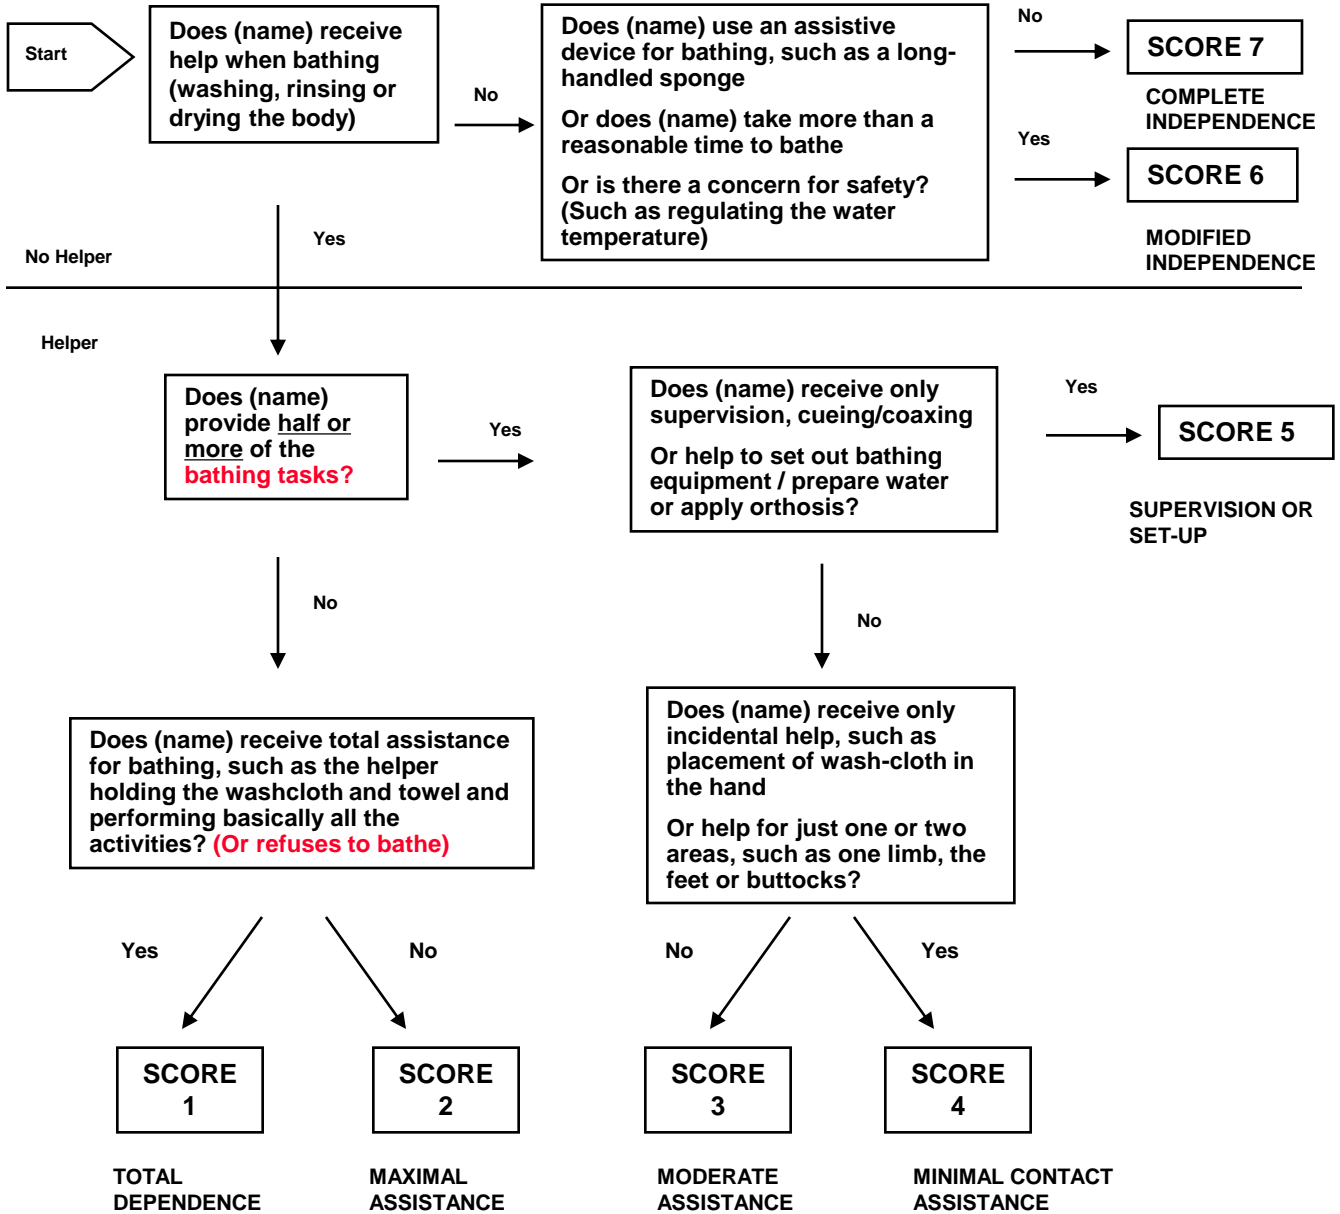 Start
Does (name) receive
help when bathing
(washing, rinsing or
drying the body)
No
Does (name) use an assistive
device for bathing, such as a long-
handled sponge
Or does (name) take more than a
reasonable time to bathe
Or is there a concern for safety?
(Such as regulating the water
temperature)
No
SCORE 7
COMPLETE
INDEPENDENCE
Yes
SCORE 6
MODIFIED
INDEPENDENCE
Yes
No Helper
Helper
Does (name)
provide half or
more of the
bathing tasks?
Yes
Does (name) receive only
supervision, cueing/coaxing
Or help to set out bathing
equipment / prepare water
or apply orthosis?
Yes
SCORE 5
SUPERVISION OR
SET-UP
No
No
Does (name) receive total assistance
for bathing, such as the helper
holding the washcloth and towel and
performing basically all the
activities? (Or refuses to bathe)
Does (name) receive only
incidental help, such as
placement of wash-cloth in
the hand
Or help for just one or two
areas, such as one limb, the
feet or buttocks?
Yes
No
No
Yes
SCORE
1
SCORE
2
SCORE
3
SCORE
4
TOTAL
DEPENDENCE
MAXIMAL
ASSISTANCE
MODERATE
ASSISTANCE
MINIMAL CONTACT
ASSISTANCE